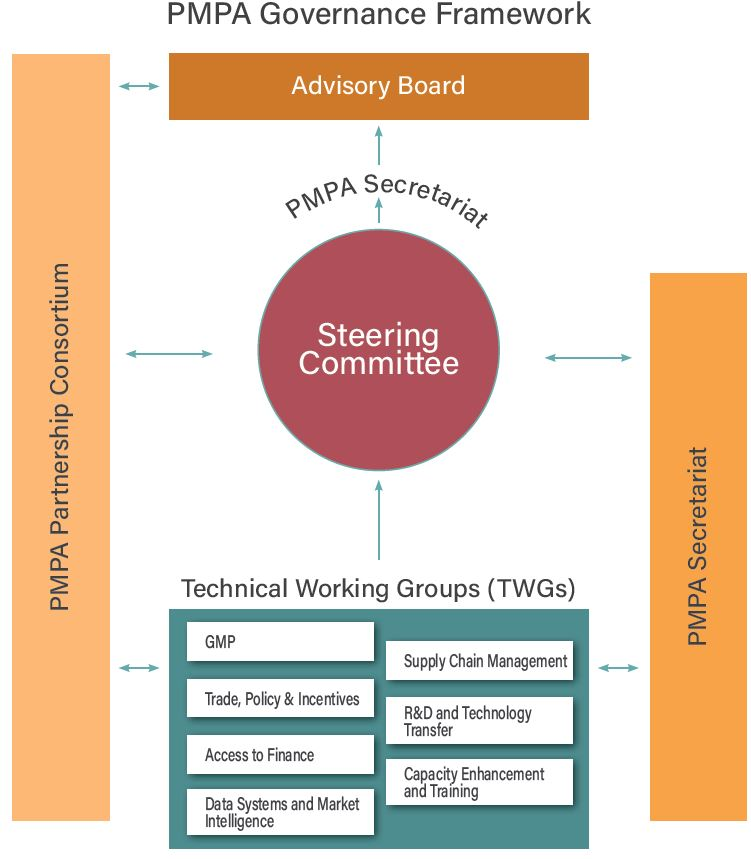 PMPA Governance Framework
Advisory Board
PMPA Secretariat
Steering
Committee
PMPA Partnership Consortium
PMPA Secretariat
Technical Working Groups (TWGs)
GMP
Trade, Policy & Incentives
Access to Finance
Data Systems and Market
Intelligence
Supply Chain Management
R&D and Technology
Transfer
Capacity Enhancement
and Training